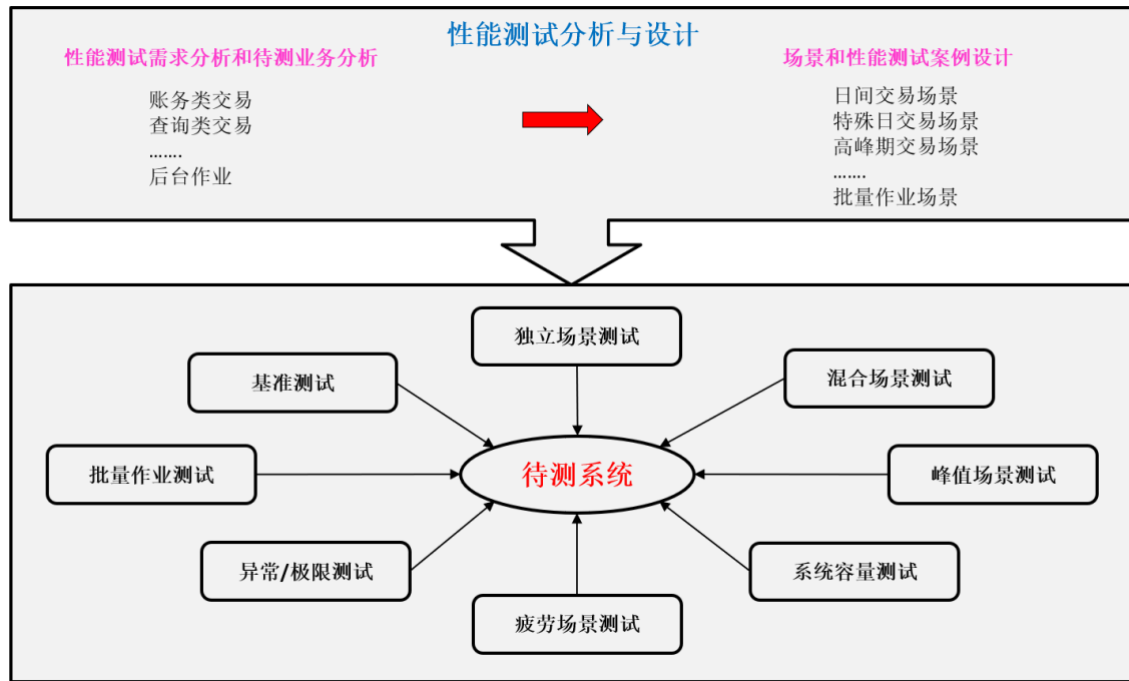 性能测试分析与设计
性能测试需求分析和待测业务分析
账务类交易
查询类交易
.......
后台作业
场景和性能测试案例设计
日间交易场景
特殊日交易场景
高峰期交易场景
.......
批量作业场景
独立场景测试
基准测试
混合场景测试
批量作业测试
待测系统
峰值场景测试
异常/极限测试
系统容量测试
疲劳场景测试